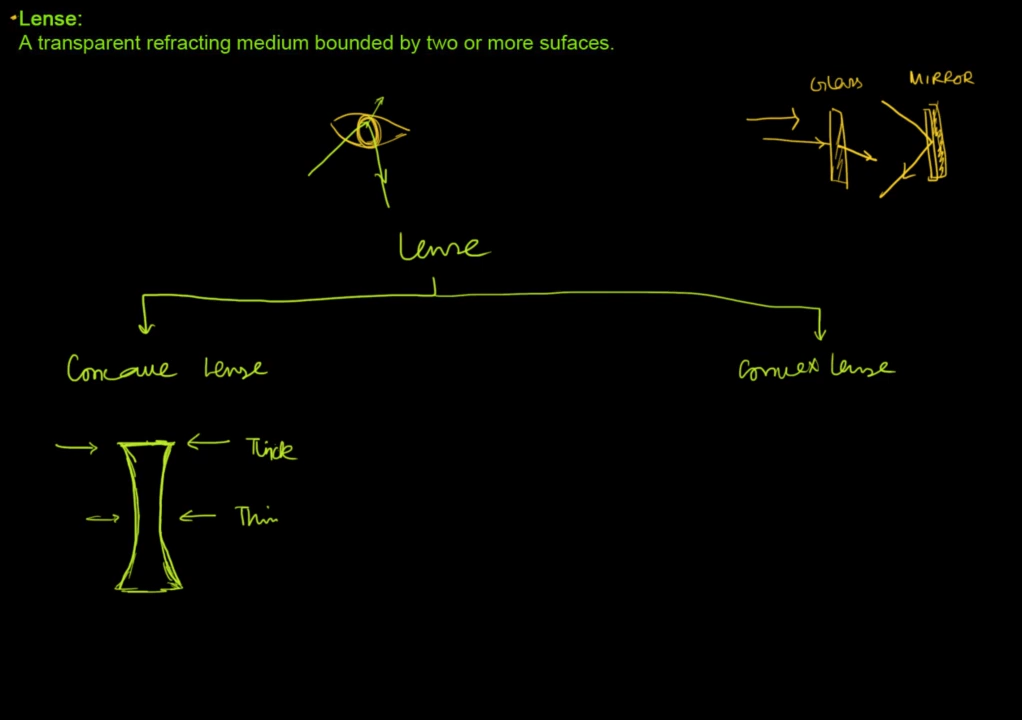 Lense:
A transparent refracting medium bounded by two or more sufaces.
Glass MIRROR
Lense
Concave Lense Convex lense
Thick
Thin